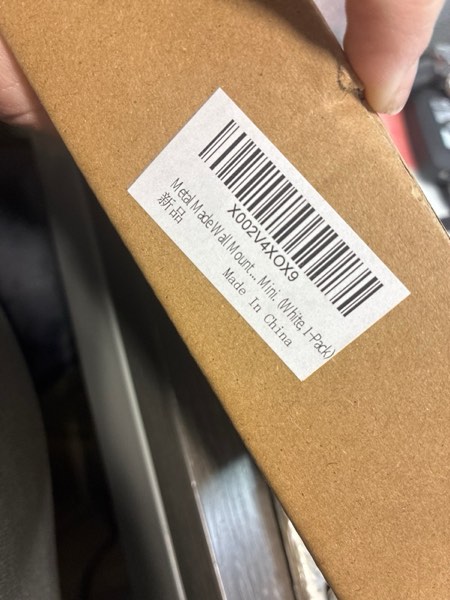 X002V4XOX9
Metal Made Wall Mount... Mini. (White, 1-Pack)
新品
Made In China